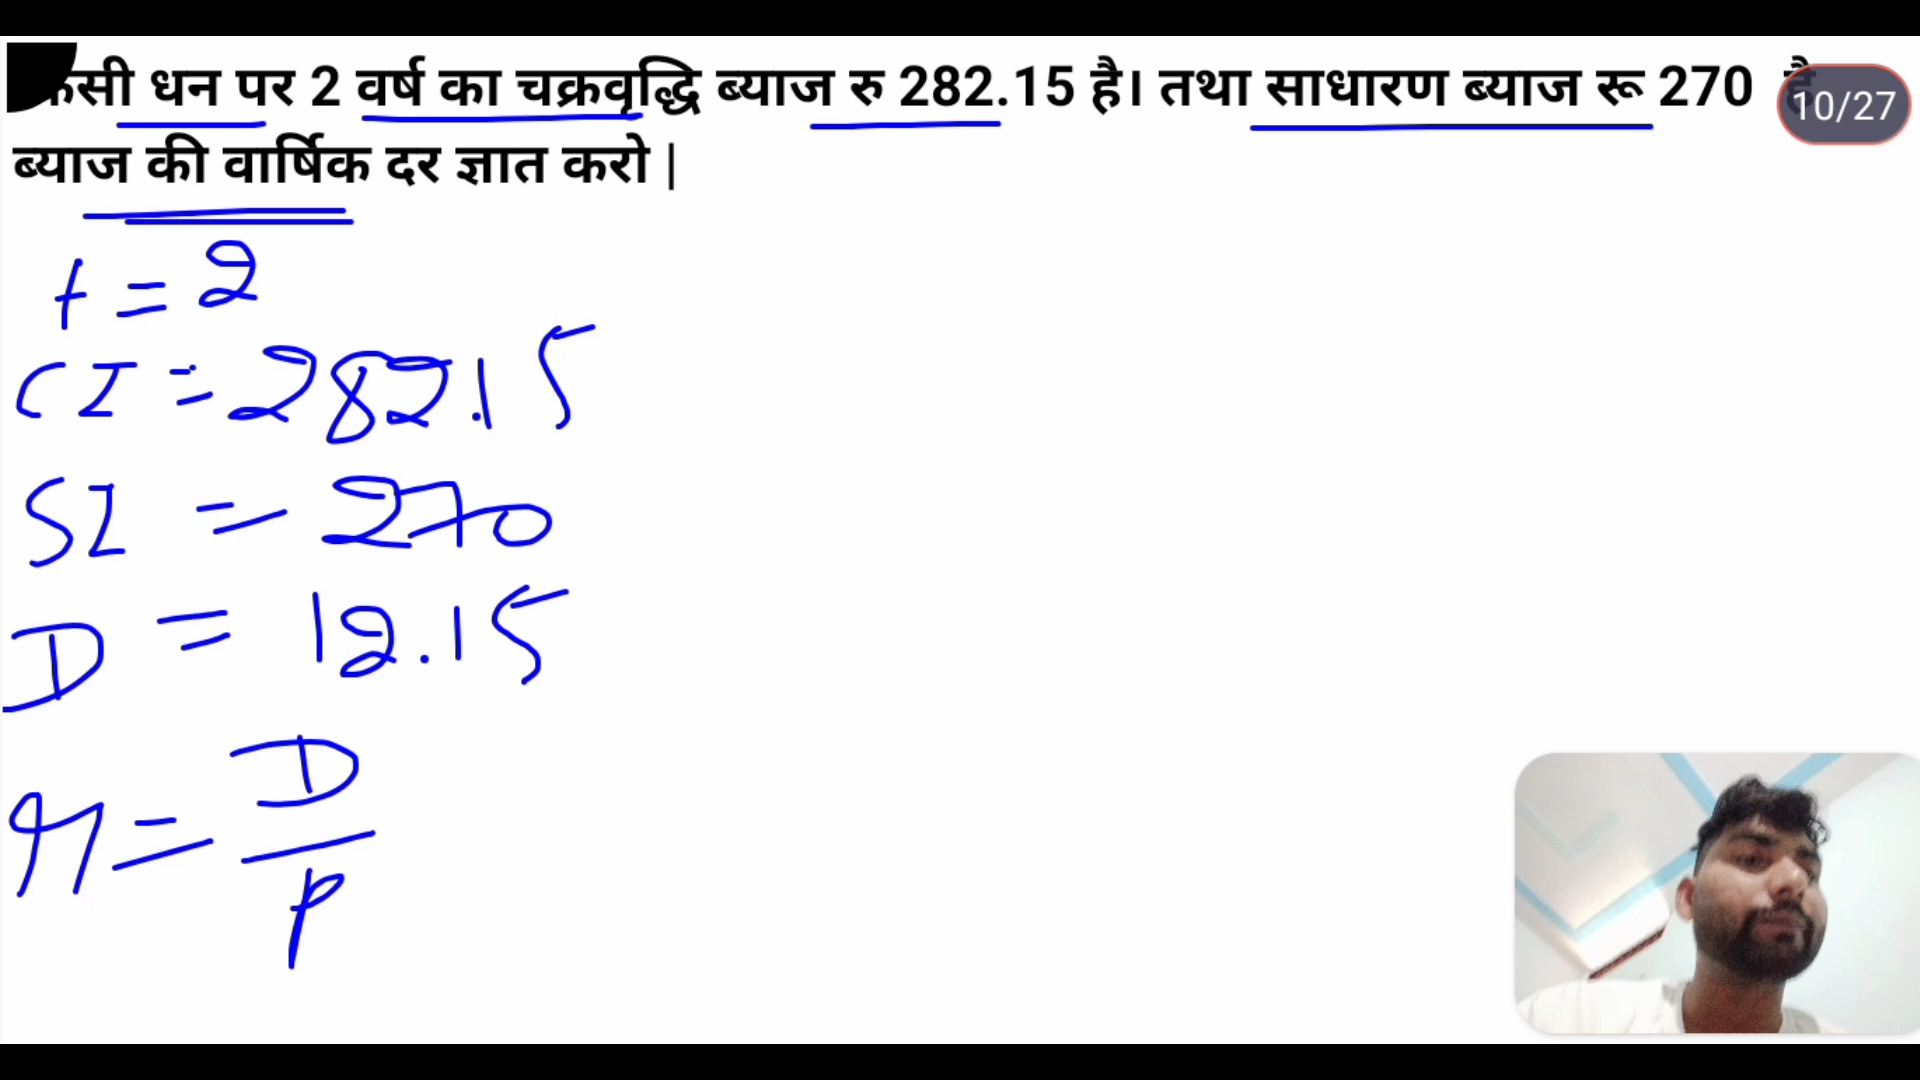 धन पर 2 वर्ष का चक्रवृद्धि ब्याज रु 282.15 है। तथा साधारण ब्याज रू 270
10/27
ब्याज की वार्षिक दर ज्ञात करो |
t = 2
CI = 282.15
SI = 270
D = 12.15
r = D
P